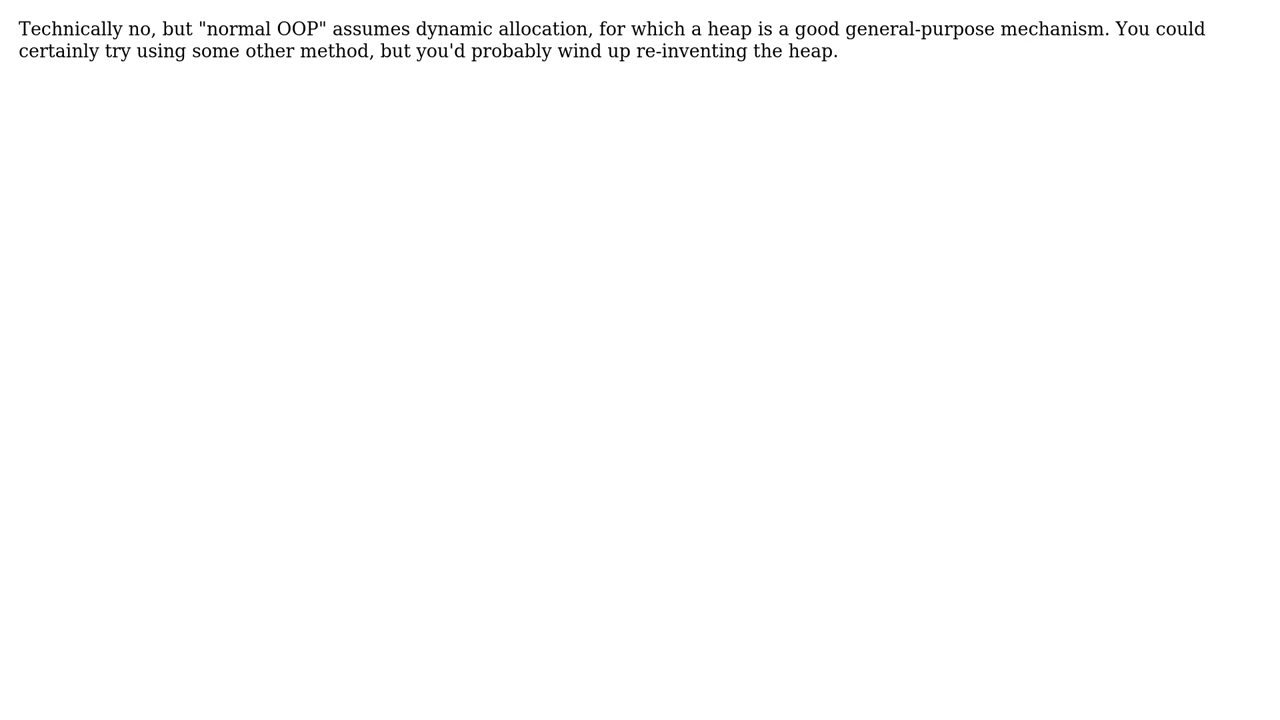 Technically no, but "normal OOP" assumes dynamic allocation, for which a heap is a good general-purpose mechanism. You could
certainly try using some other method, but you'd probably wind up re-inventing the heap.